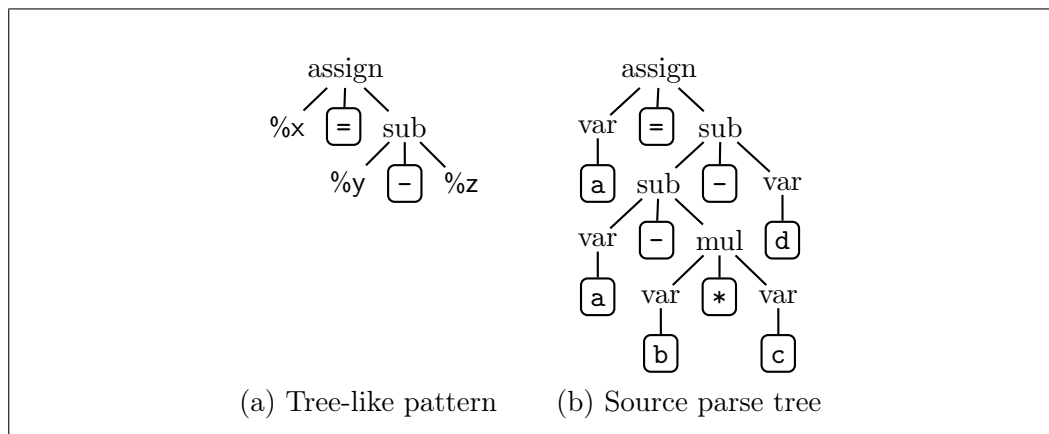 assign assign
%x = sub var = sub
%y - %z a sub - var
var - mul d
a var * var
b c
(a) Tree-like pattern (b) Source parse tree